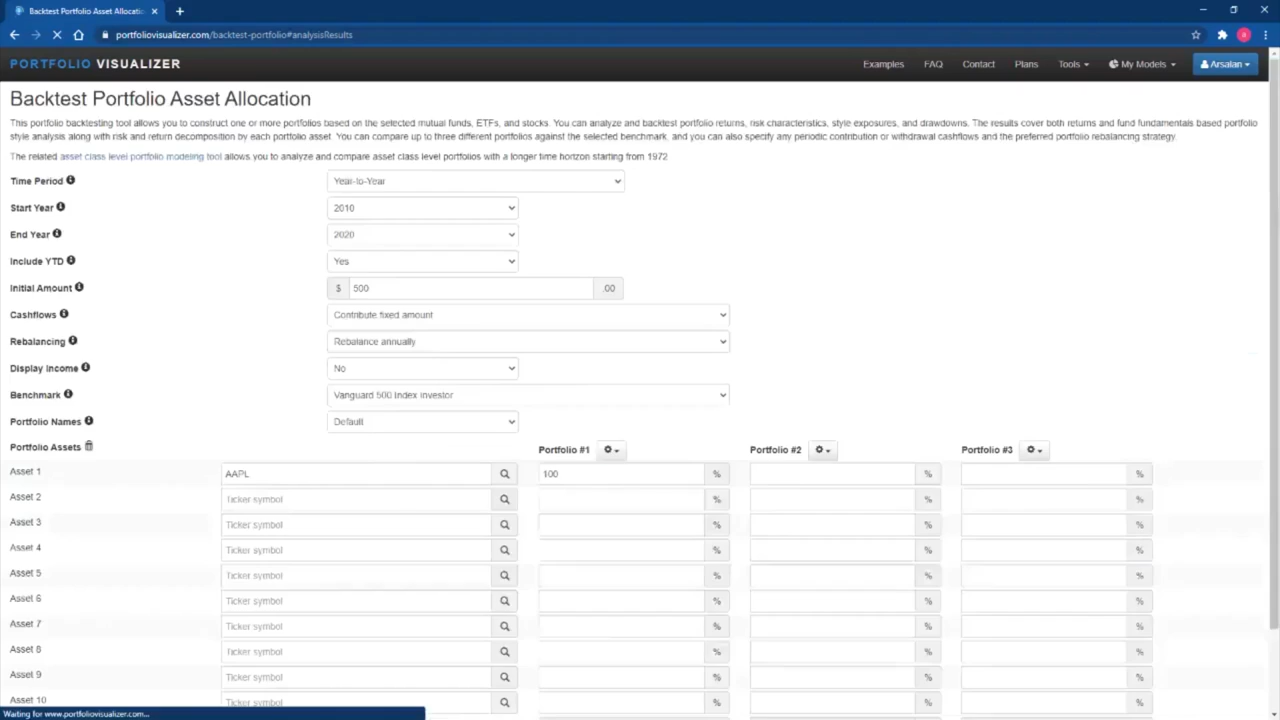 Backtest Portfolio Asset Allocatio
portfoliovisualizer.com/backtest-portfolio#analysisResults
PORTFOLIO VISUALIZER
Examples FAQ Contact Plans Tools My Models Arsalan
Backtest Portfolio Asset Allocation
This portfolio backtesting tool allows you to construct one or more portfolios based on the selected mutual funds, ETFs, and stocks. You can analyze and backtest portfolio returns, risk characteristics, style exposures, and drawdowns. The results cover both returns and fund fundamentals based portfolio
style analysis along with risk and return decomposition by each portfolio asset. You can compare up to three different portfolios against the selected benchmark, and you can also specify any periodic contribution or withdrawal cashflows and the preferred portfolio rebalancing strategy.
The related asset class level portfolio modeling tool allows you to analyze and compare asset class level portfolios with a longer time horizon starting from 1972
Time Period Year-to-Year
Start Year 2010
End Year 2020
Include YTD Yes
Initial Amount $ 500 .00
Cashflows Contribute fixed amount
Rebalancing Rebalance annually
Display Income No
Benchmark Vanguard 500 Index Investor
Portfolio Names Default
Portfolio Assets Portfolio #1 Portfolio #2 Portfolio #3
Asset 1 AAPL 100 % % %
Asset 2 Ticker symbol % % %
Asset 3 Ticker symbol % % %
Asset 4 Ticker symbol % % %
Asset 5 Ticker symbol % % %
Asset 6 Ticker symbol % % %
Asset 7 Ticker symbol % % %
Asset 8 Ticker symbol % % %
Asset 9 Ticker symbol % % %
Asset 10 Ticker symbol % % %
Waiting for www.portfoliovisualizer.com...